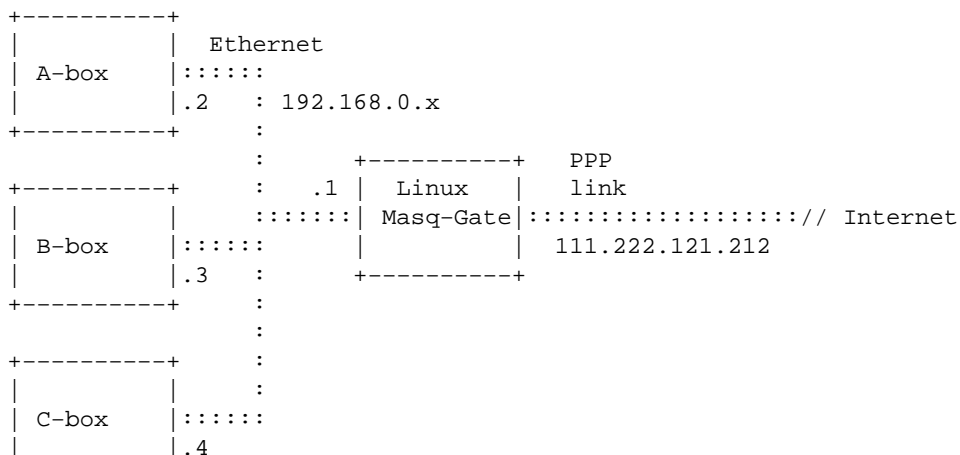 Ethernet
A-box
.2 192.168.0.x
PPP
.1 Linux link
Masq-Gate // Internet
B-box 111.222.121.212
.3
C-box
.4